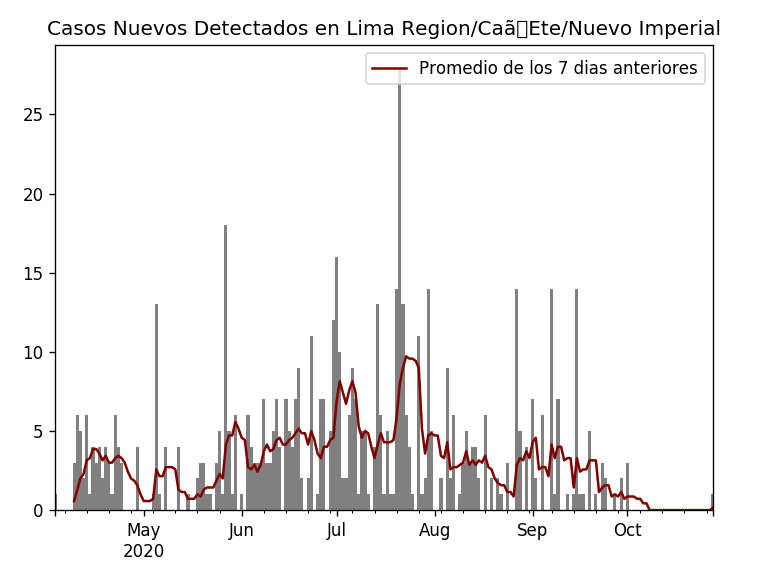 Casos Nuevos Detectados en Lima Region/Caã▯Ete/Nuevo Imperial
Promedio de los 7 dias anteriores
25
20
15
10
5
0
May Jun Jul Aug Sep Oct
2020